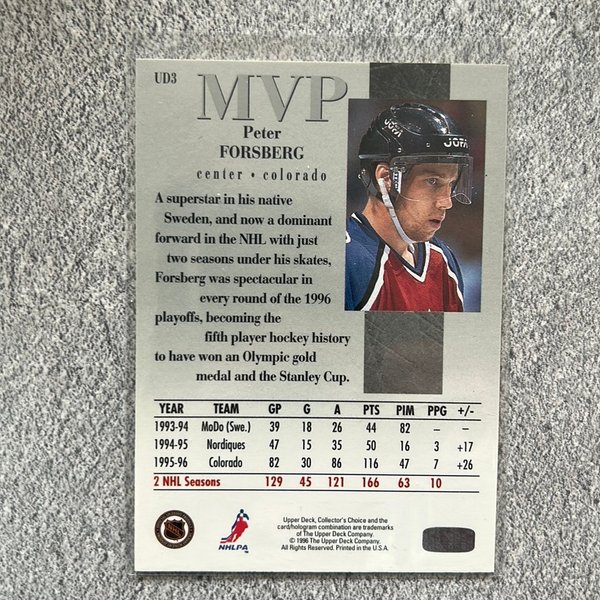 UD3
MVP
Peter
FORSBERG
center • colorado
JOFA
JOFA
A superstar in his native
Sweden, and now a dominant
forward in the NHL with just
two seasons under his skates,
Forsberg was spectacular in
every round of the 1996
playoffs, becoming the
fifth player hockey history
to have won an Olympic gold
medal and the Stanley Cup.
YEAR TEAM GP G A PTS PIM PPG +/-
1993-94 MoDo (Swe.) 39 18 26 44 82 – –
1994-95 Nordiques 47 15 35 50 16 3 +17
1995-96 Colorado 82 30 86 116 47 7 +26
2 NHL Seasons 129 45 121 166 63 10
NHL
NHLPA
Upper Deck, Collector's Choice and the
card/hologram combination are trademarks
of The Upper Deck Company.
© 1996 The Upper Deck Company.
All Rights Reserved. Printed in the U.S.A.